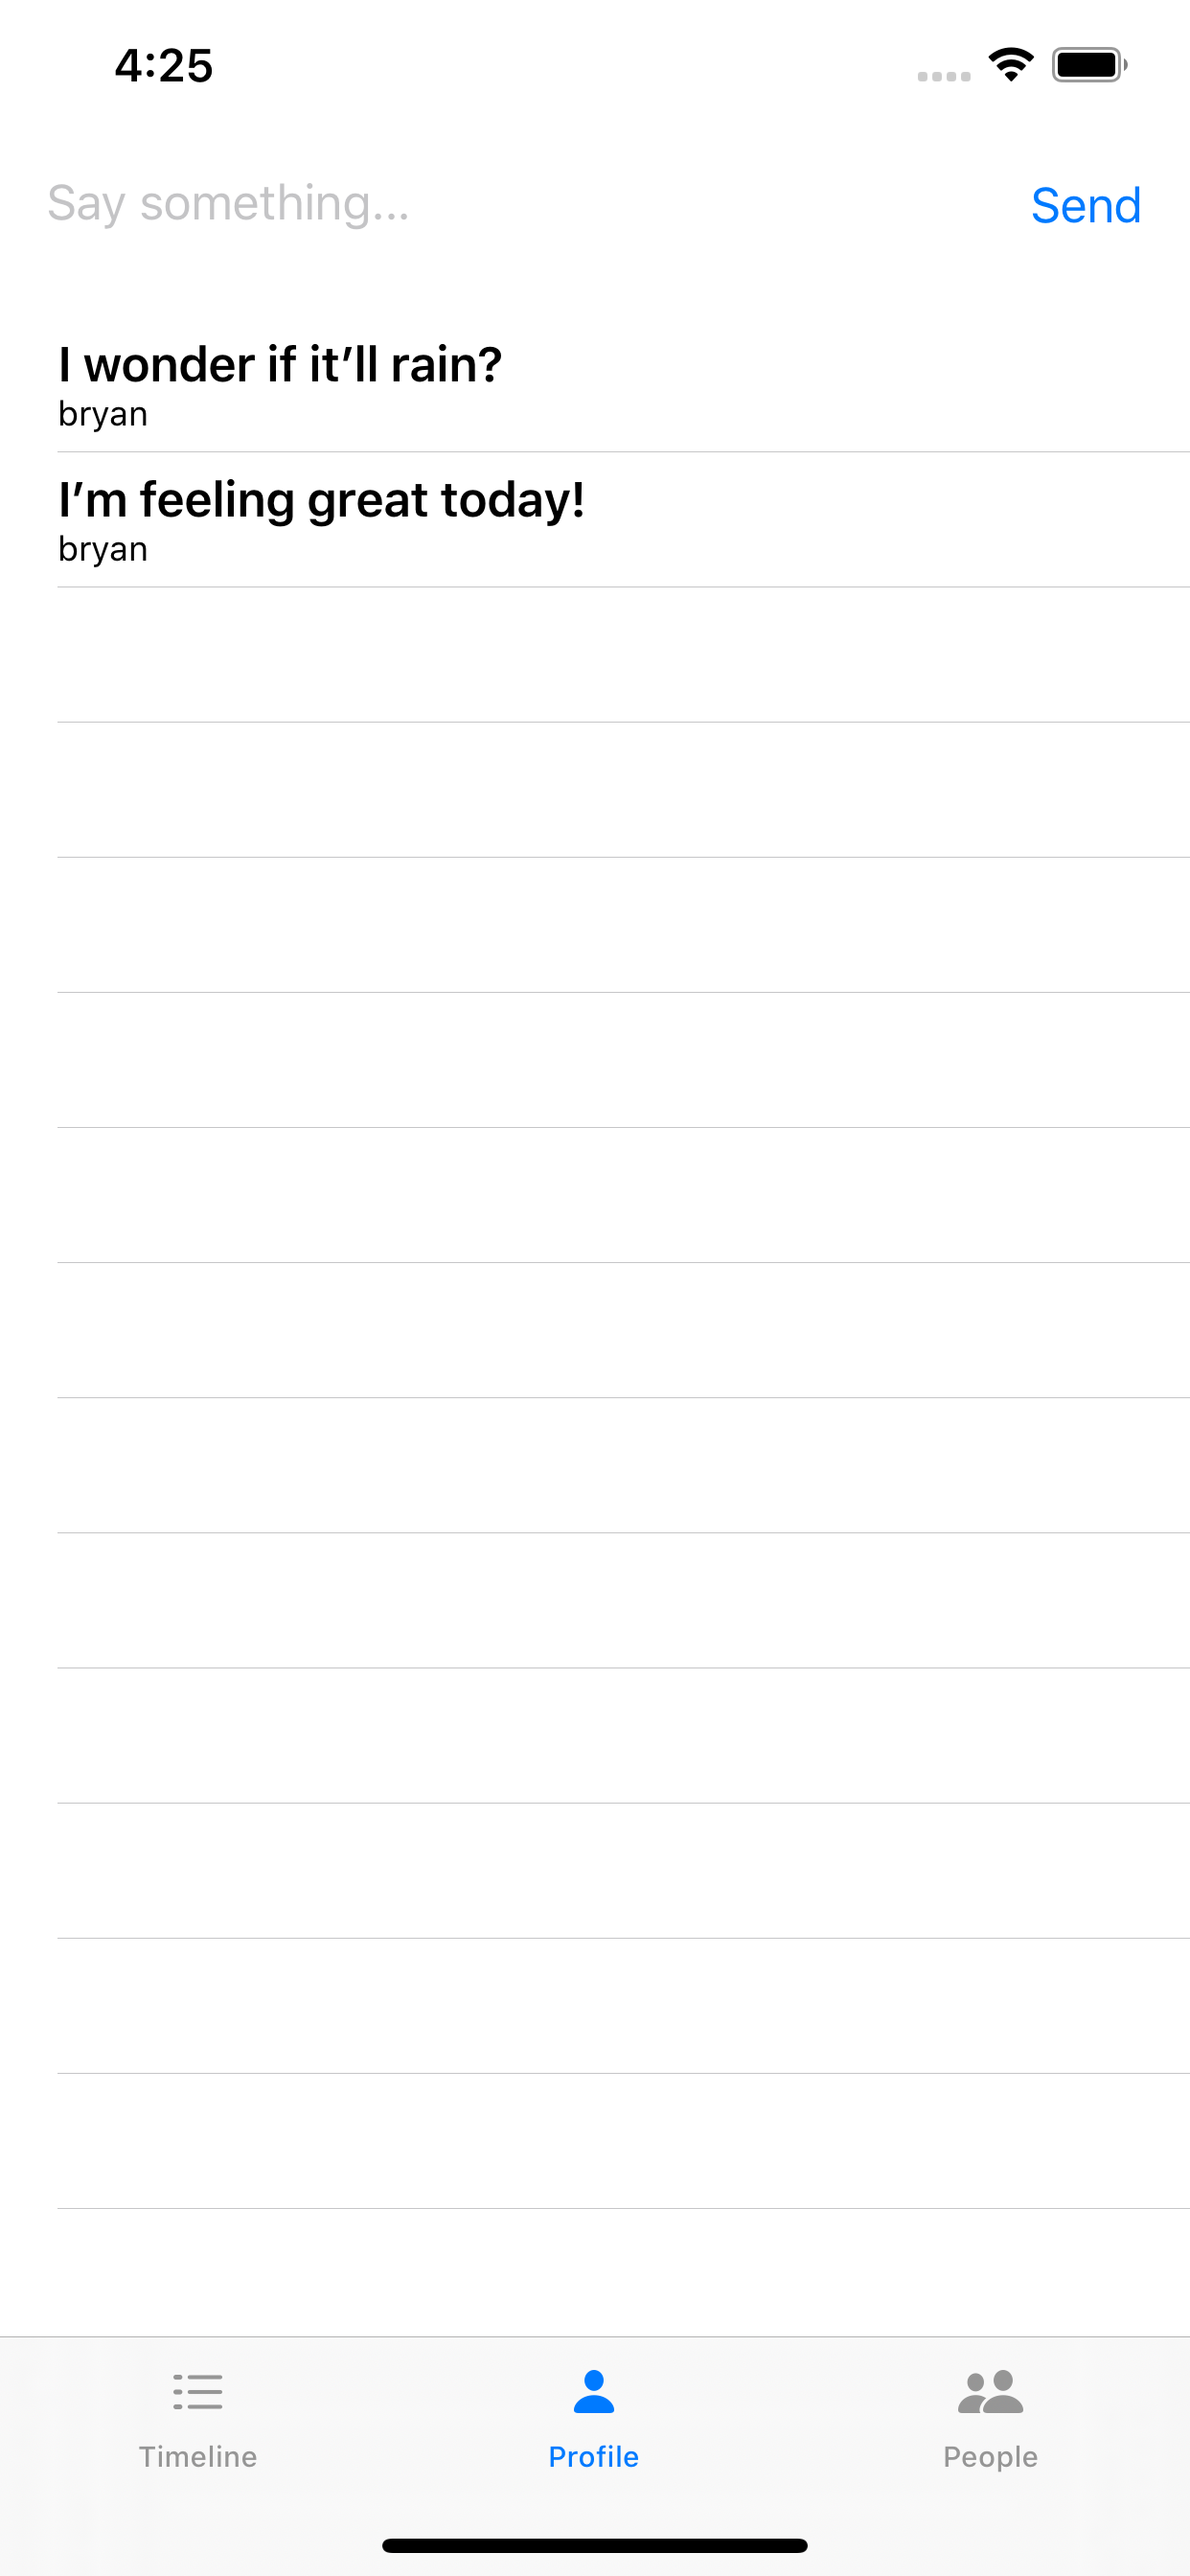 4:25
Say something...
Send
I wonder if it’ll rain?
bryan
I’m feeling great today!
bryan
Timeline
Profile
People